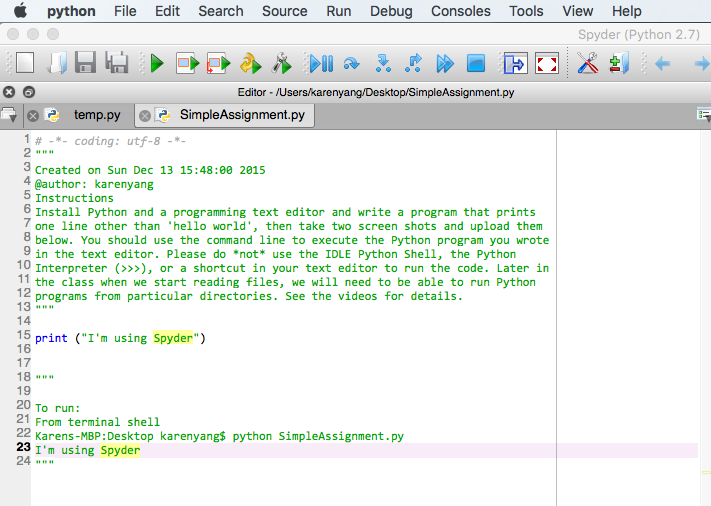 python File Edit Search Source Run Debug Consoles Tools View Help
Spyder (Python 2.7)
Editor - /Users/karenyang/Desktop/SimpleAssignment.py
temp.py SimpleAssignment.py
1 # -*- coding: utf-8 -*-
2 """
3 Created on Sun Dec 13 15:48:00 2015
4 @author: karenyang
5 Instructions
6 Install Python and a programming text editor and write a program that prints
7 one line other than 'hello world', then take two screen shots and upload them
8 below. You should use the command line to execute the Python program you wrote
9 in the text editor. Please do *not* use the IDLE Python Shell, the Python
10 Interpreter (>>>), or a shortcut in your text editor to run the code. Later in
11 the class when we start reading files, we will need to be able to run Python
12 programs from particular directories. See the videos for details.
13 """
14
15 print ("I'm using Spyder")
16
17
18 """
19
20 To run:
21 From terminal shell
22 Karens-MBP:Desktop karenyang$ python SimpleAssignment.py
23 I'm using Spyder
24 """